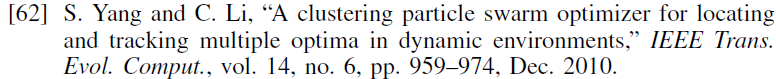 [62] S. Yang and C. Li, “A clustering particle swarm optimizer for locating
and tracking multiple optima in dynamic environments,” IEEE Trans.
Evol. Comput., vol. 14, no. 6, pp. 959–974, Dec. 2010.